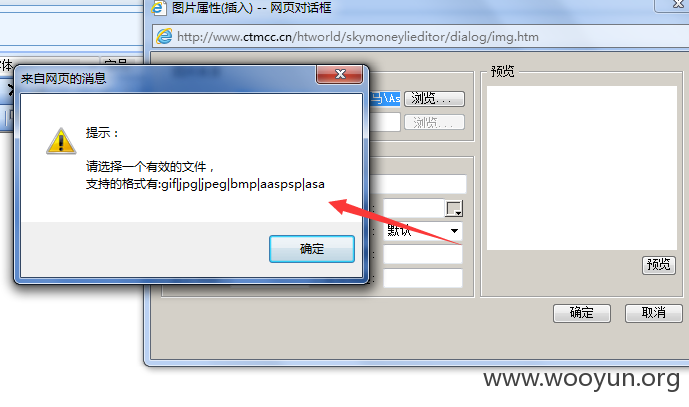 图片属性(插入) -- 网页对话框
http://www.ctmcc.cn/htworld/skymoneylieditor/dialog/img.htm
来自网页的消息
提示：
请选择一个有效的文件，
支持的格式有:gif|jpg|jpeg|bmp|aaspsp|asa
确定
马\As
浏览...
浏览...
默认
预览
预览
确定
取消
www.wooyun.org